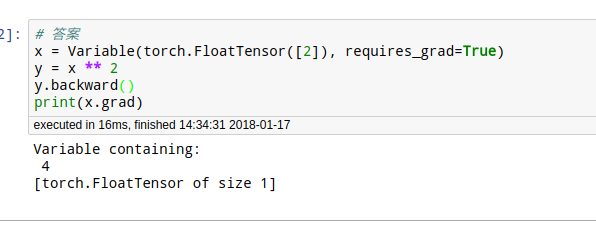 2]:
# 答案
x = Variable(torch.FloatTensor([2]), requires_grad=True)
y = x ** 2
y.backward()
print(x.grad)
executed in 16ms, finished 14:34:31 2018-01-17
Variable containing:
 4
[torch.FloatTensor of size 1]